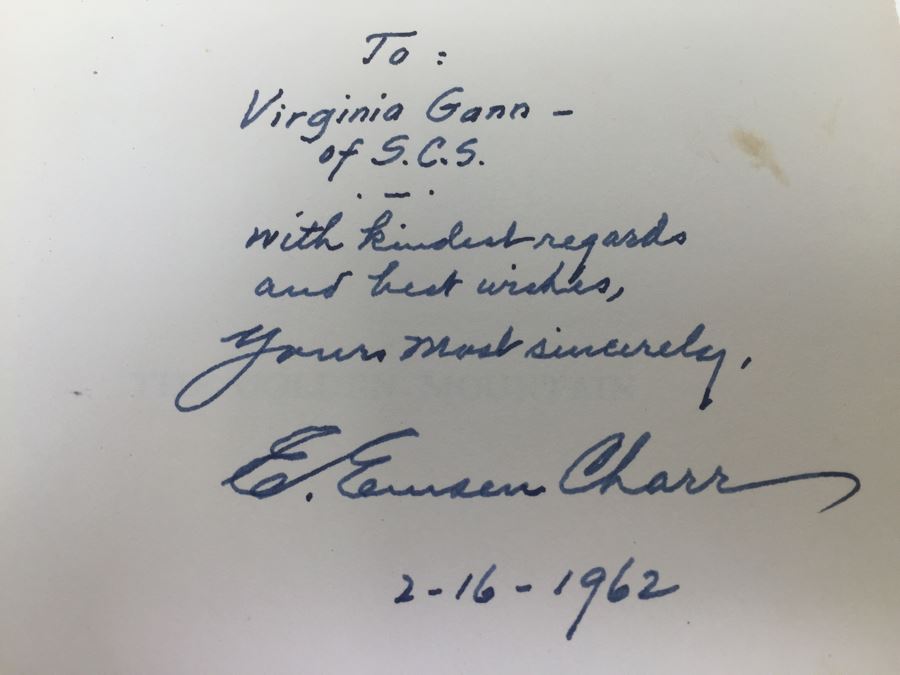 To :
Virginia Gann -
of S.C.S.
. - .
with kindest regards
and best wishes,
Yours most sincerely,
E. Emsen Charr
2-16-1962